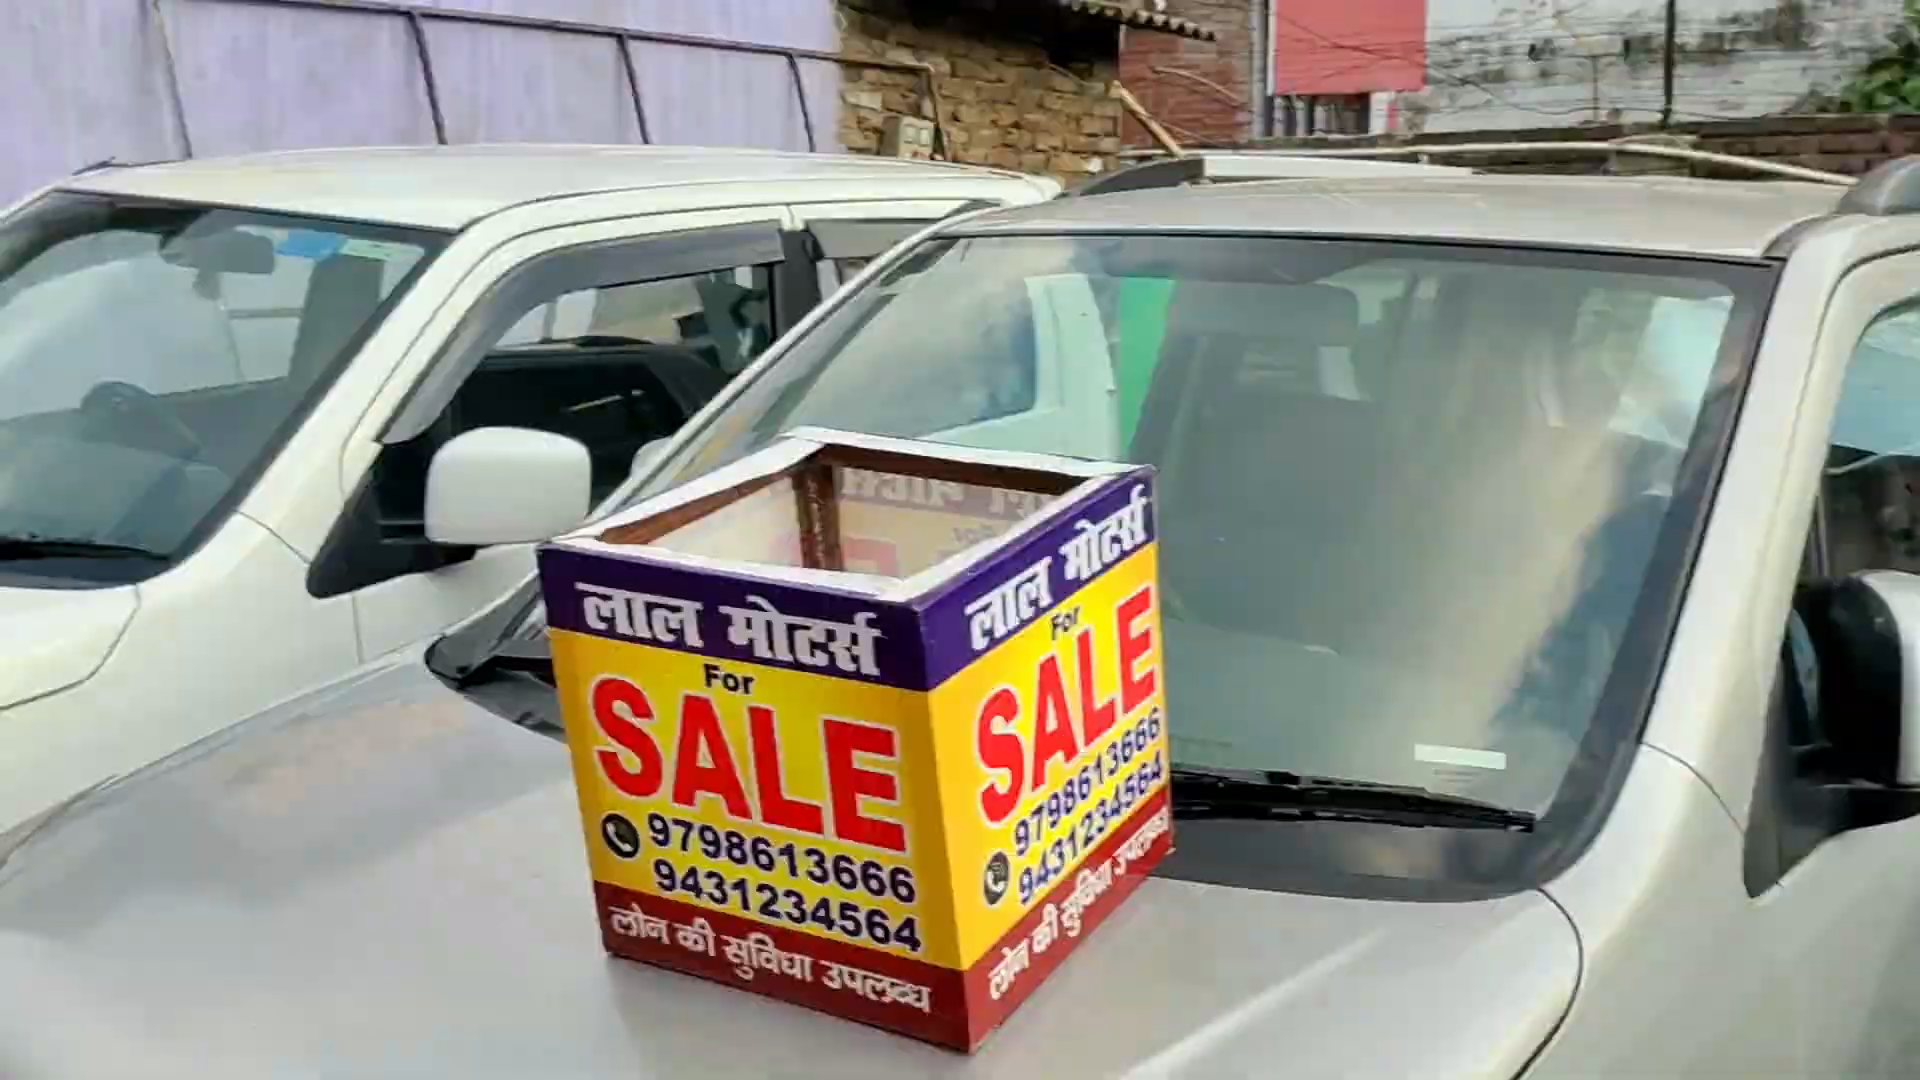 लाल मोटर्स
For
SALE
9798613666
9431234564
लोन की सुविधा उपलब्ध
लाल मोटर्स
For
SALE
9798613666
9431234564
लोन की सुविधा उपलब्ध